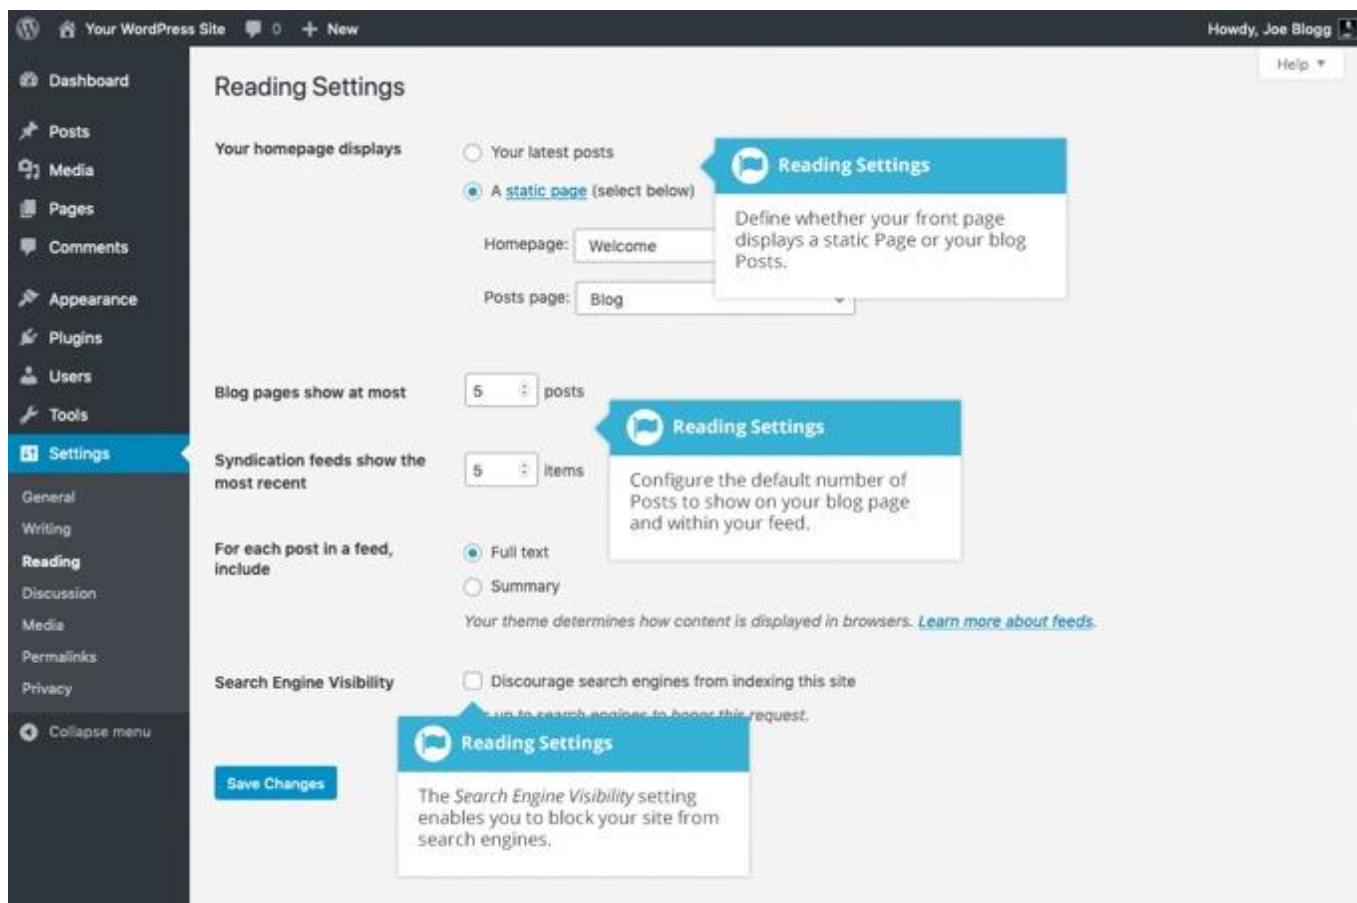 Your WordPress Site 0 + New
Howdy, Joe Blogg
Help
Dashboard
Posts
Media
Pages
Comments
Appearance
Plugins
Users
Tools
Settings
General
Writing
Reading
Discussion
Media
Permalinks
Privacy
Collapse menu
Reading Settings
Your homepage displays
Your latest posts
A static page (select below)
Homepage: Welcome
Posts page: Blog
Reading Settings
Define whether your front page
displays a static Page or your blog
Posts.
Blog pages show at most
5 posts
Syndication feeds show the
most recent
5 items
Reading Settings
Configure the default number of
Posts to show on your blog page
and within your feed.
For each post in a feed,
include
Full text
Summary
Your theme determines how content is displayed in browsers. Learn more about feeds.
Search Engine Visibility
Discourage search engines from indexing this site
up to search engines to honor this request.
Reading Settings
The Search Engine Visibility setting
enables you to block your site from
search engines.
Save Changes